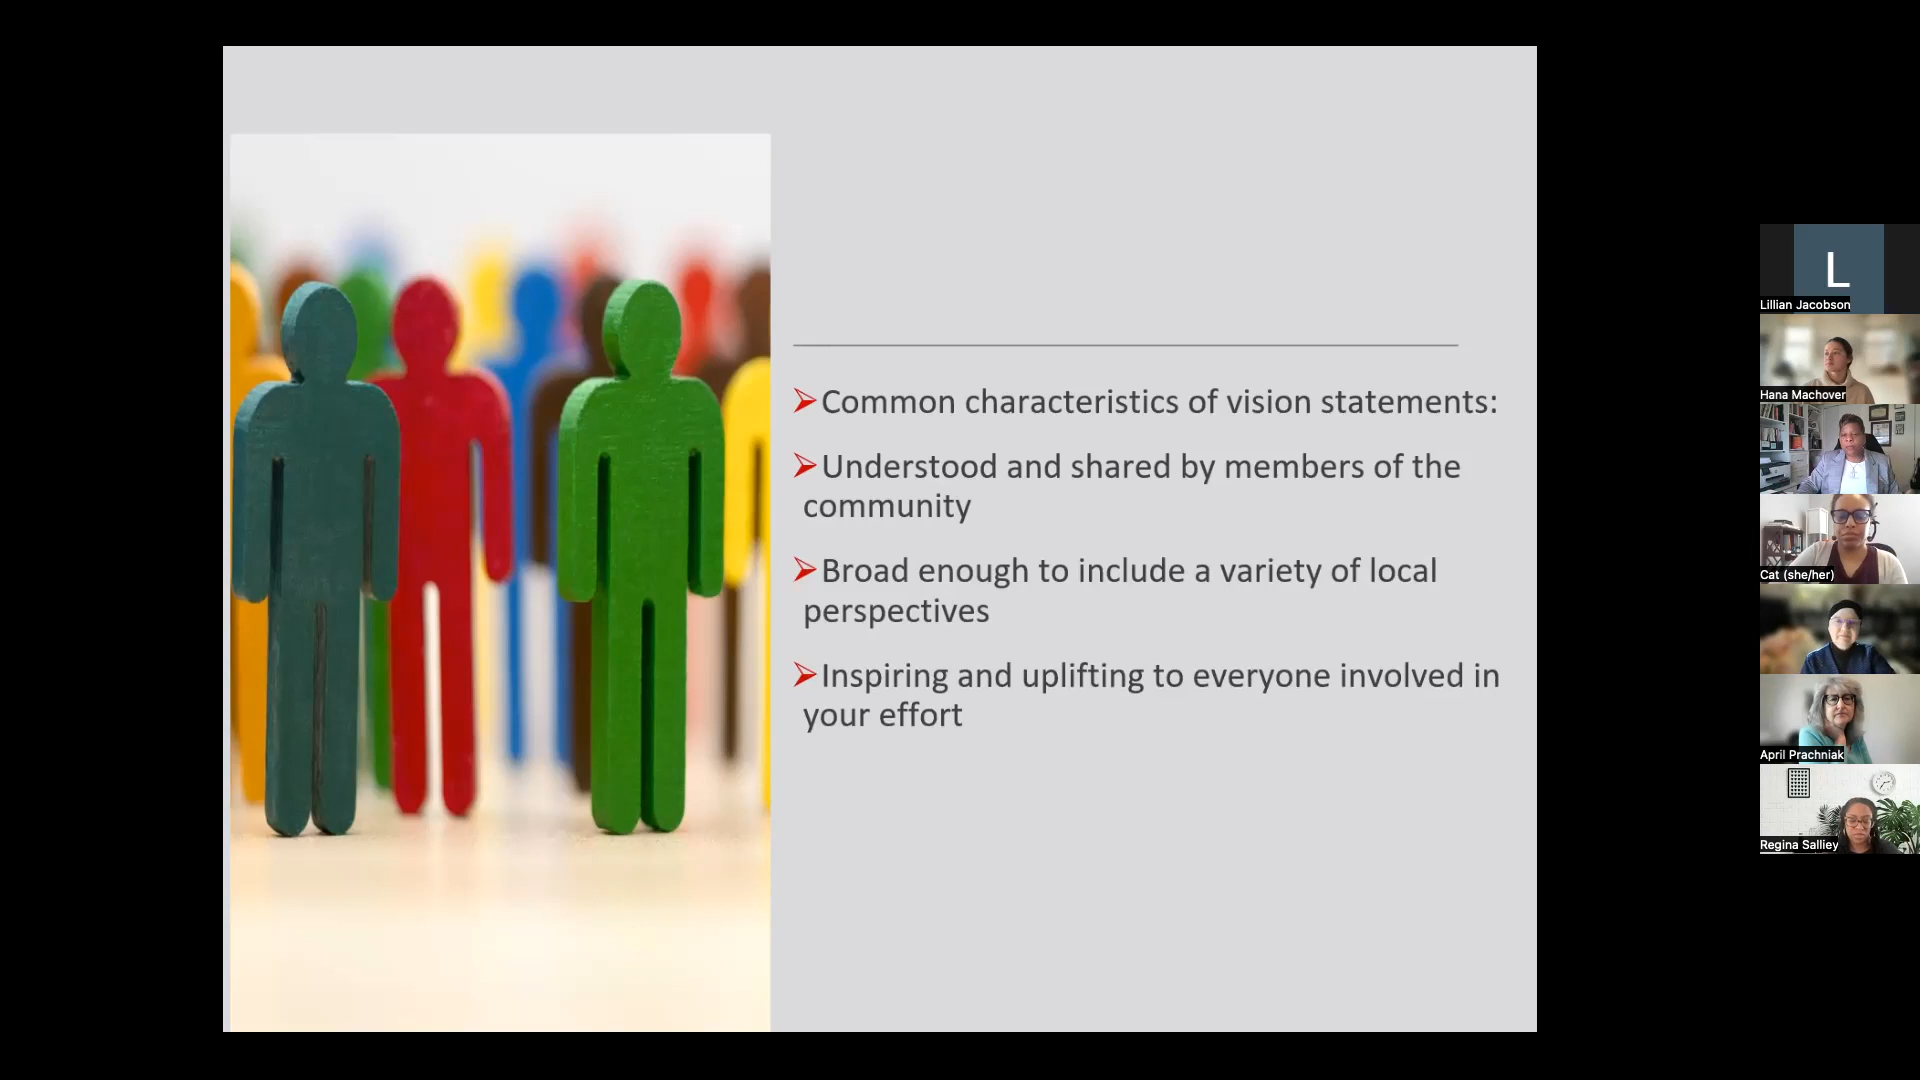 ➢Common characteristics of vision statements:
➢Understood and shared by members of the
community
➢Broad enough to include a variety of local
perspectives
➢Inspiring and uplifting to everyone involved in
your effort
L
Lillian Jacobson
Hana Machover
Cat (she/her)
April Prachniak
Regina Salliey